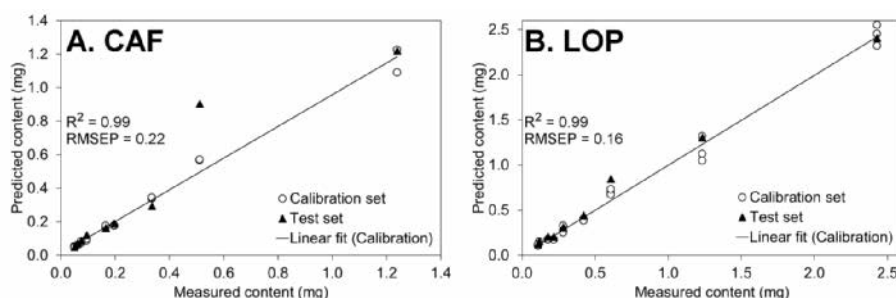 A. CAF
Predicted content (mg)
1.4
1.2
1.0
0.8
0.6
0.4
0.2
0.0
R² = 0.99
RMSEP = 0.22
Calibration set
Test set
Linear fit (Calibration)
0.0 0.2 0.4 0.6 0.8 1.0 1.2 1.4
Measured content (mg)
B. LOP
Predicted content (mg)
2.5
2.0
1.5
1.0
0.5
0.0
R² = 0.99
RMSEP = 0.16
Calibration set
Test set
Linear fit (Calibration)
0.0 0.5 1.0 1.5 2.0 2.5
Measured content (mg)